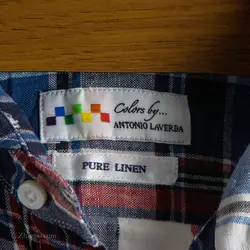 Colors by...
ANTONIO LAVERDA
PURE LINEN